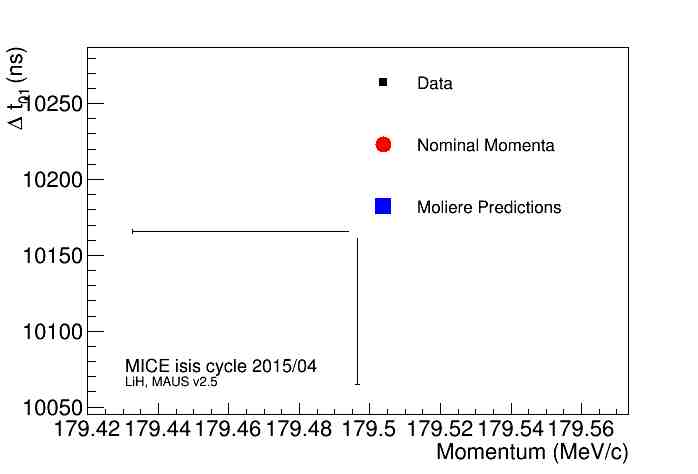 Δ t01 (ns)
10250
10200
10150
10100
10050
Data
Nominal Momenta
Moliere Predictions
MICE isis cycle 2015/04
LiH, MAUS v2.5
179.42 179.44 179.46 179.48 179.5 179.52 179.54 179.56
Momentum (MeV/c)